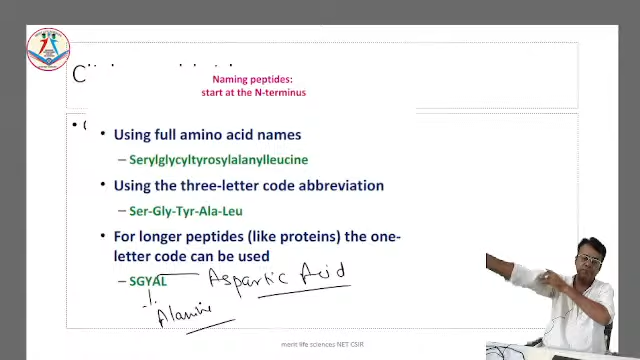 Naming peptides:
start at the N-terminus
• Using full amino acid names
– Serylglycyltyrosylalanylleucine
• Using the three-letter code abbreviation
– Ser-Gly-Tyr-Ala-Leu
• For longer peptides (like proteins) the one-
letter code can be used
– SGYAL
Aspartic Acid
Alanine
merit life sciences NET CSIR